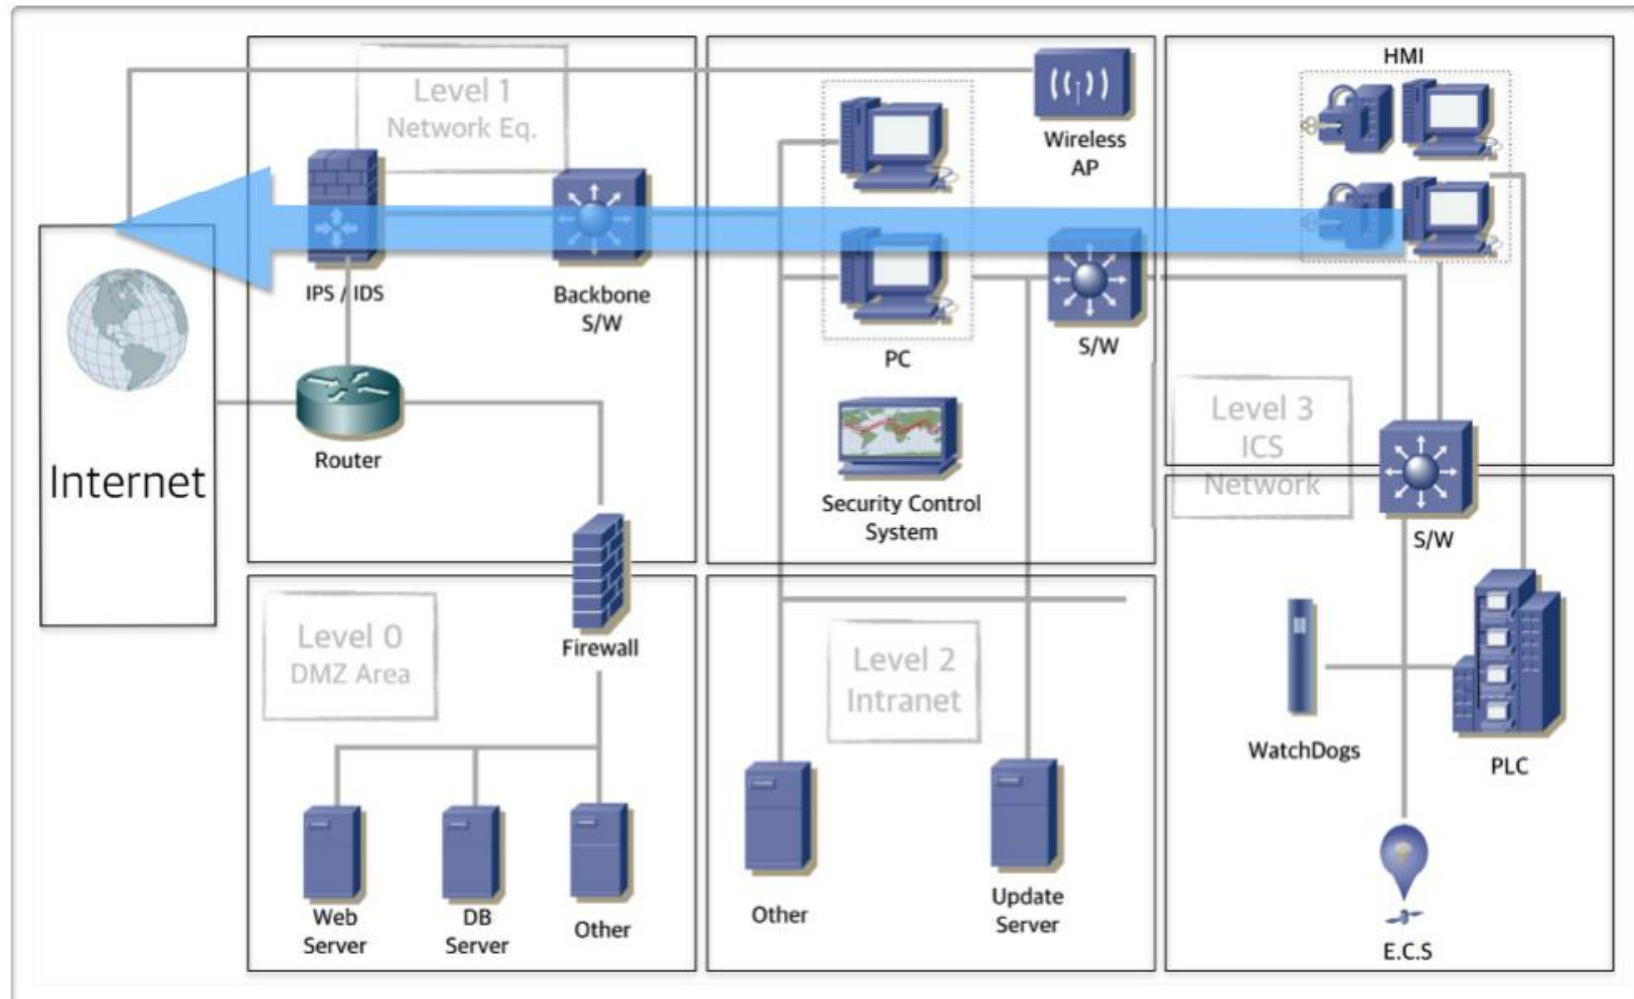 Level 1
Network Eq.
Wireless
AP
HMI
IPS / IDS
Backbone
S/W
PC
S/W
Internet
Router
Security Control
System
Level 3
ICS
Network
S/W
Level 0
DMZ Area
Firewall
Level 2
Intranet
WatchDogs
PLC
Web
Server
DB
Server
Other
Other
Update
Server
E.C.S